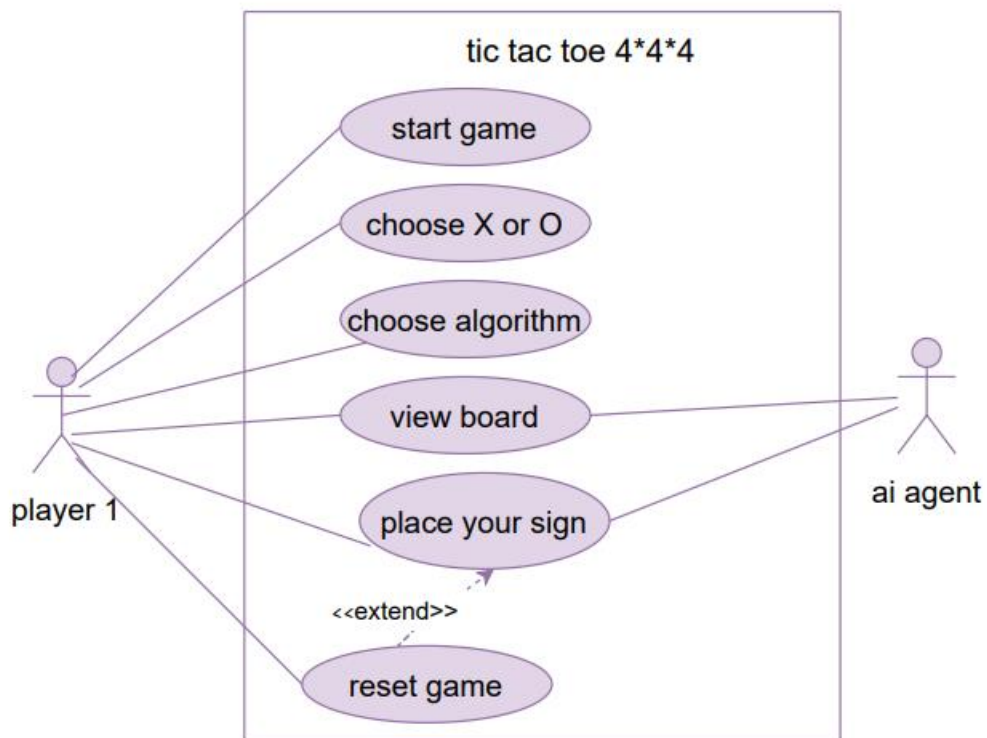 tic tac toe 4*4*4
start game
choose X or O
choose algorithm
view board
place your sign
player 1
ai agent
<<extend>>
reset game